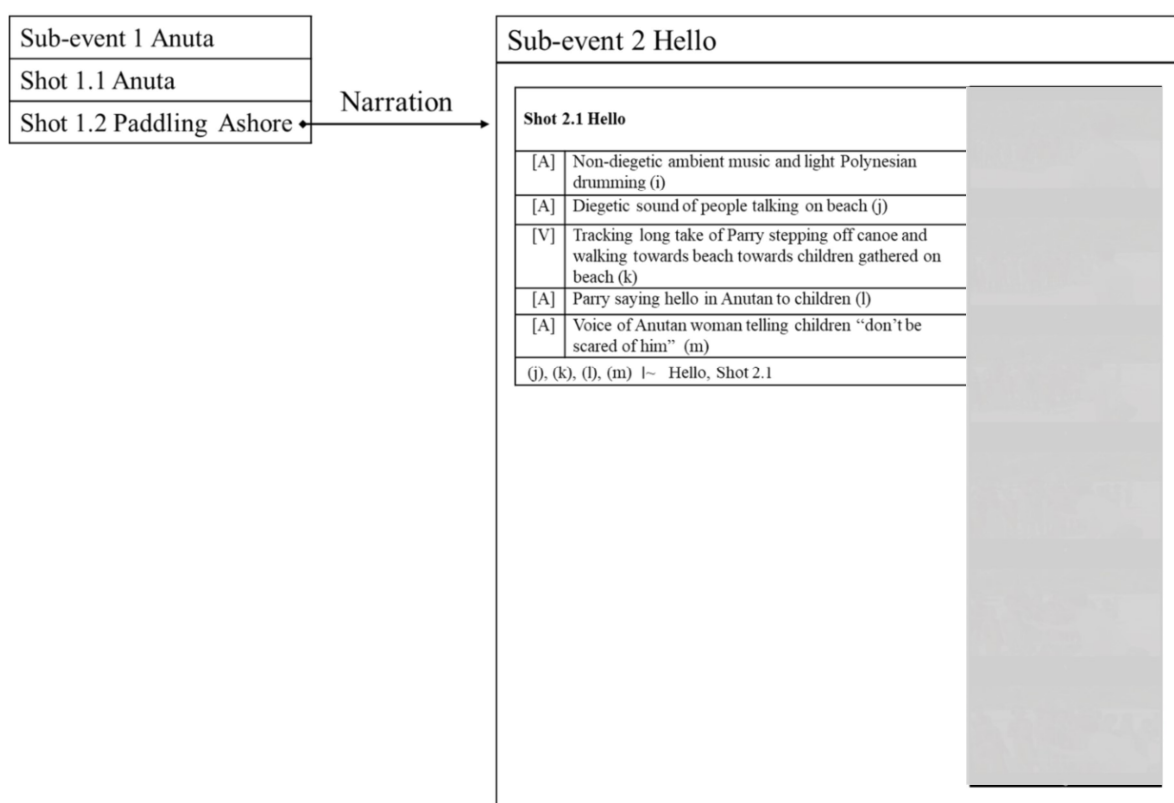 Sub-event 1 Anuta
Shot 1.1 Anuta
Shot 1.2 Paddling Ashore
Narration
Sub-event 2 Hello
Shot 2.1 Hello
[A] Non-diegetic ambient music and light Polynesian
drumming (i)
[A] Diegetic sound of people talking on beach (j)
[V] Tracking long take of Parry stepping off canoe and
walking towards beach towards children gathered on
beach (k)
[A] Parry saying hello in Anutan to children (l)
[A] Voice of Anutan woman telling children “don’t be
scared of him” (m)
(j), (k), (l), (m) |~ Hello, Shot 2.1